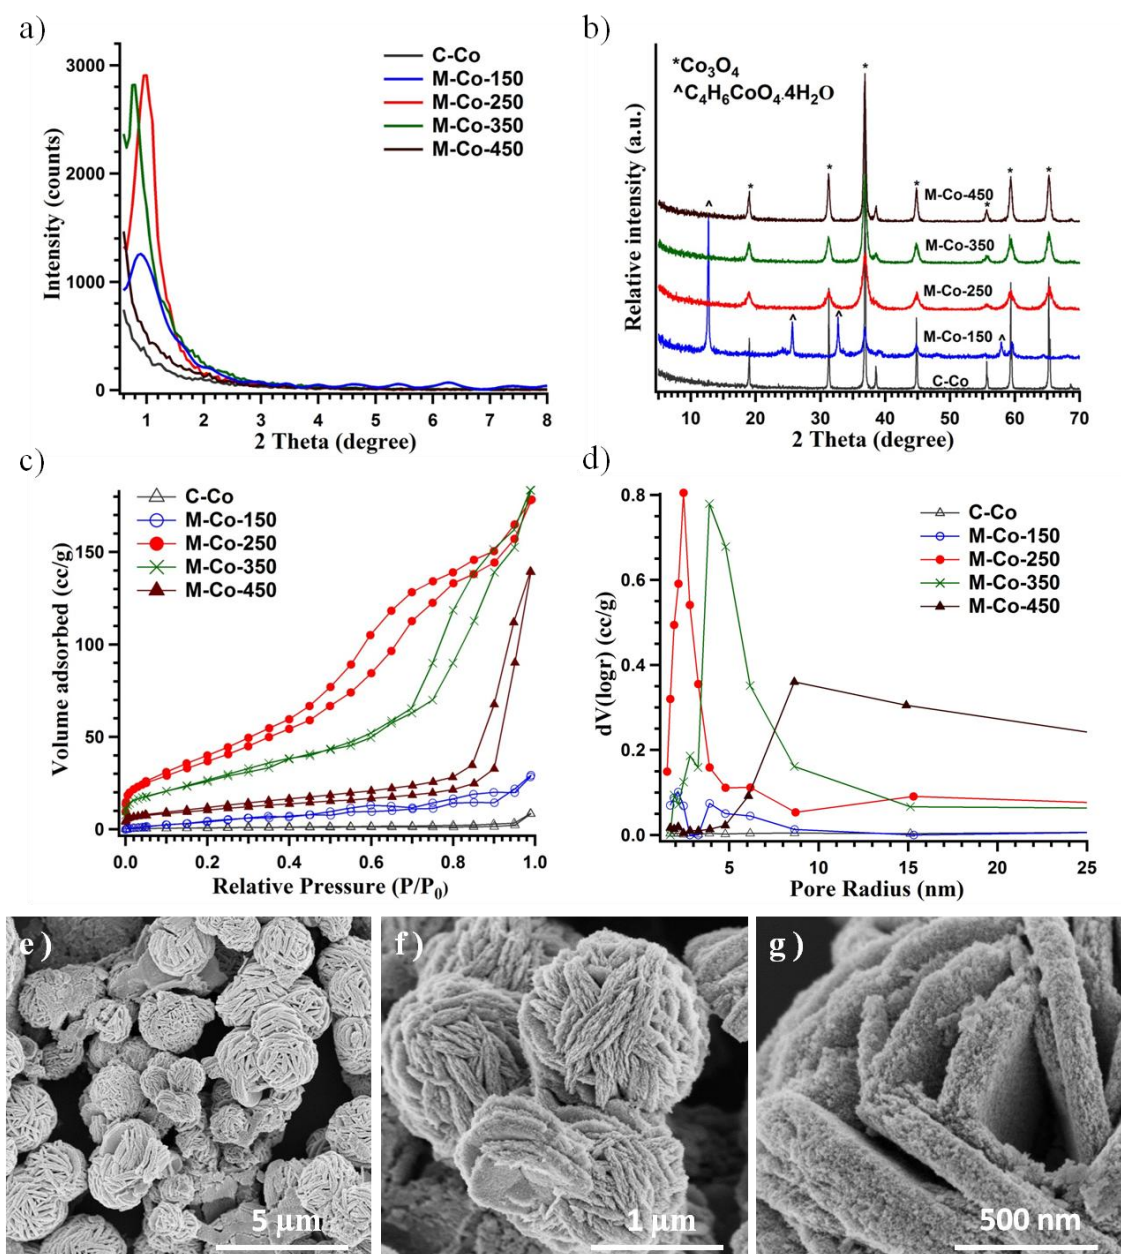 a)
3000
2000
1000
0
1
2
3
4
5
6
7
8
Intensity (counts)
2 Theta (degree)
C-Co
M-Co-150
M-Co-250
M-Co-350
M-Co-450
b)
*Co₃O₄
^C₄H₆CoO₄.4H₂O
Relative intensity (a.u.)
* * * * * * * *
M-Co-450
M-Co-350
M-Co-250
^ ^ ^ ^
M-Co-150
C-Co
10
20
30
40
50
60
70
2 Theta (degree)
c)
C-Co
M-Co-150
M-Co-250
M-Co-350
M-Co-450
Volume adsorbed (cc/g)
150
100
50
0
0.0
0.2
0.4
0.6
0.8
1.0
Relative Pressure (P/P₀)
d)
C-Co
M-Co-150
M-Co-250
M-Co-350
M-Co-450
dV(logr) (cc/g)
0.8
0.6
0.4
0.2
0.0
5
10
15
20
25
Pore Radius (nm)
e)
5 μm
f)
1 μm
g)
500 nm